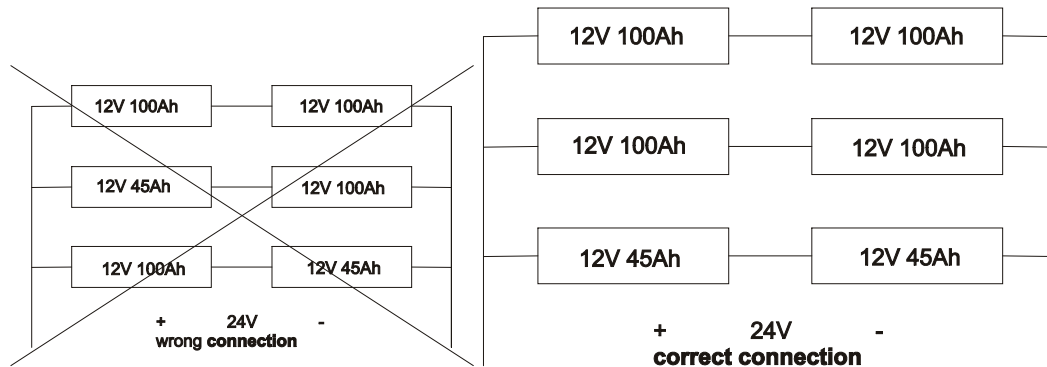 12V 100Ah 12V 100Ah
12V 45Ah 12V 100Ah
12V 100Ah 12V 45Ah
+ 24V -
wrong connection
12V 100Ah 12V 100Ah
12V 100Ah 12V 100Ah
12V 45Ah 12V 45Ah
+ 24V -
correct connection